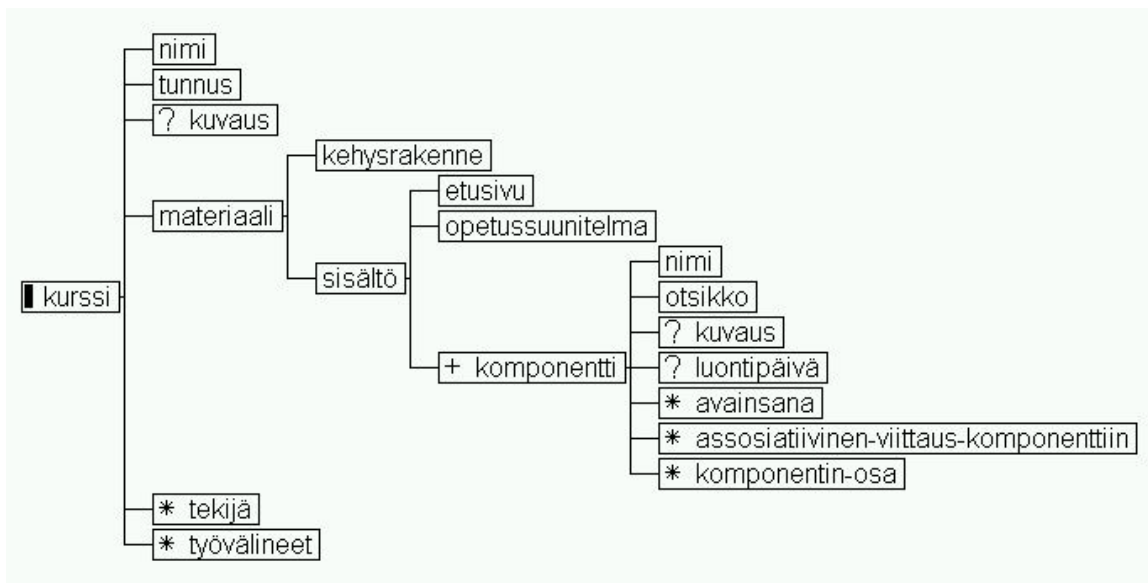 nimi
tunnus
? kuvaus
kehysrakenne
etusivu
materiaali
opetussuunitelma
nimi
sisältö
kurssi
otsikko
? kuvaus
+ komponentti
? luontipäivä
* avainsana
* assosiatiivinen-viittaus-komponenttiin
* komponentin-osa
* tekijä
* työvälineet